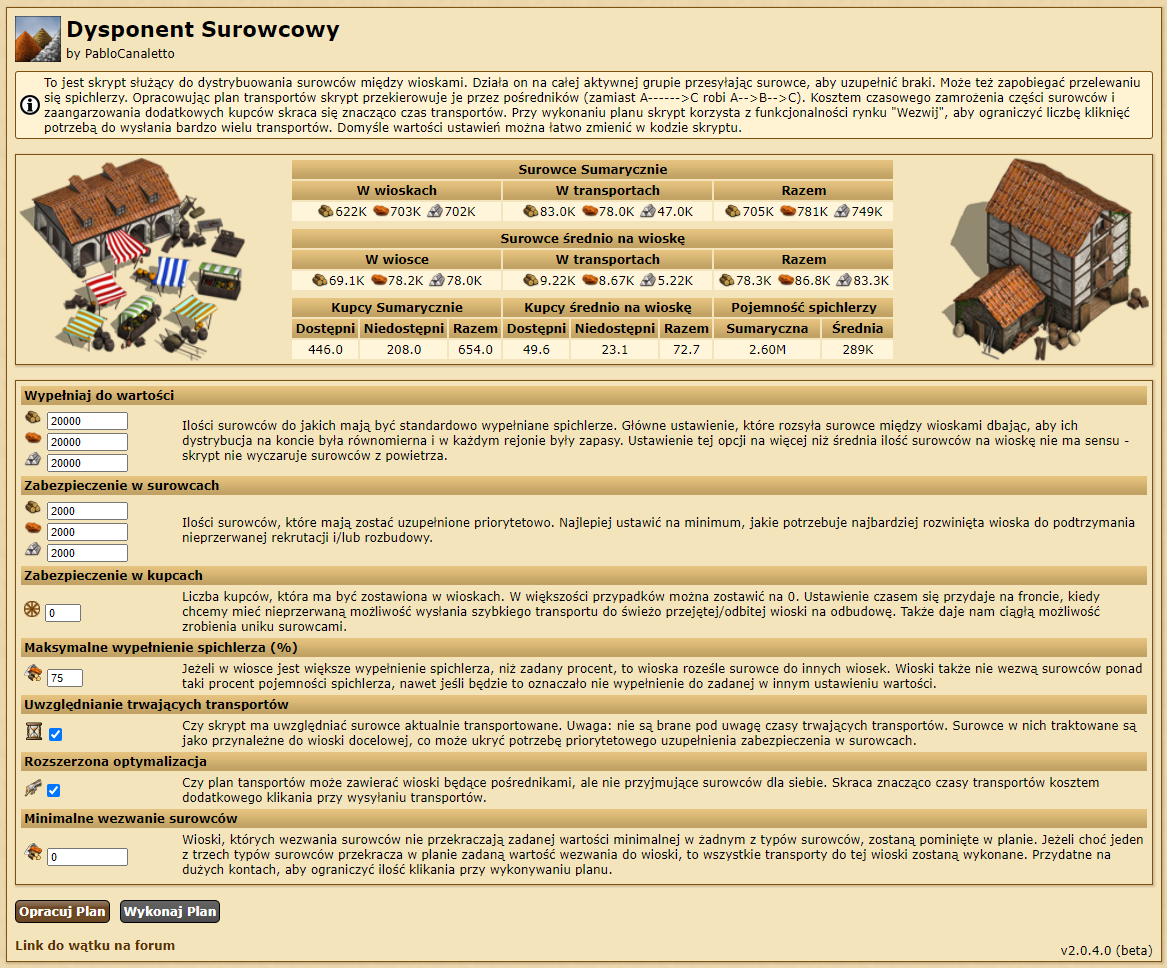 Dysponent Surowcowy
by PabloCanaletto
To jest skrypt służący do dystrybuowania surowców między wioskami. Działa on na całej aktywnej grupie przesyłając surowce, aby uzupełnić braki. Może też zapobiegać przelewaniu
się spichlerzy. Opracowując plan transportów skrypt przekierowuje je przez pośredników (zamiast A------>C robi A-->B-->C). Kosztem czasowego zamrożenia części surowców i
zaangarzowania dodatkowych kupców skraca się znacząco czas transportów. Przy wykonaniu planu skrypt korzysta z funkcjonalności rynku "Wezwij", aby ograniczyć liczbę kliknięć
potrzebą do wysłania bardzo wielu transportów. Domyśle wartości ustawień można łatwo zmienić w kodzie skryptu.
Surowce Sumarycznie
W wioskach W transportach Razem
622K 703K 702K 83.0K 78.0K 47.0K 705K 781K 749K
Surowce średnio na wioskę
W wiosce W transportach Razem
69.1K 78.2K 78.0K 9.22K 8.67K 5.22K 78.3K 86.8K 83.3K
Kupcy Sumarycznie Kupcy średnio na wioskę Pojemność spichlerzy
Dostępni Niedostępni Razem Dostępni Niedostępni Razem Sumaryczna Średnia
446.0 208.0 654.0 49.6 23.1 72.7 2.60M 289K
Wypełniaj do wartości
20000
20000
20000
Ilości surowców do jakich mają być standardowo wypełniane spichlerze. Główne ustawienie, które rozsyła surowce między wioskami dbając, aby ich
dystrybucja na koncie była równomierna i w każdym rejonie były zapasy. Ustawienie tej opcji na więcej niż średnia ilość surowców na wioskę nie ma sensu -
skrypt nie wyczaruje surowców z powietrza.
Zabezpieczenie w surowcach
2000
2000
2000
Ilości surowców, które mają zostać uzupełnione priorytetowo. Najlepiej ustawić na minimum, jakie potrzebuje najbardziej rozwinięta wioska do podtrzymania
nieprzerwanej rekrutacji i/lub rozbudowy.
Zabezpieczenie w kupcach
0
Liczba kupców, która ma być zostawiona w wioskach. W większości przypadków można zostawić na 0. Ustawienie czasem się przydaje na froncie, kiedy
chcemy mieć nieprzerwaną możliwość wysłania szybkiego transportu do świeżo przejętej/odbitej wioski na odbudowę. Także daje nam ciągłą możliwość
zrobienia uniku surowcami.
Maksymalne wypełnienie spichlerza (%)
75
Jeżeli w wiosce jest większe wypełnienie spichlerza, niż zadany procent, to wioska roześle surowce do innych wiosek. Wioski także nie wezwą surowców ponad
taki procent pojemności spichlerza, nawet jeśli będzie to oznaczało nie wypełnienie do zadanej w innym ustawieniu wartości.
Uwzględnianie trwających transportów
Czy skrypt ma uwzględniać surowce aktualnie transportowane. Uwaga: nie są brane pod uwagę czasy trwających transportów. Surowce w nich traktowane są
jako przynależne do wioski docelowej, co może ukryć potrzebę priorytetowego uzupełnienia zabezpieczenia w surowcach.
Rozszerzona optymalizacja
Czy plan tansportów może zawierać wioski będące pośrednikami, ale nie przyjmujące surowców dla siebie. Skraca znacząco czasy transportów kosztem
dodatkowego klikania przy wysyłaniu transportów.
Minimalne wezwanie surowców
0
Wioski, których wezwania surowców nie przekraczają zadanej wartości minimalnej w żadnym z typów surowców, zostaną pominięte w planie. Jeżeli choć jeden
z trzech typów surowców przekracza w planie zadaną wartość wezwania do wioski, to wszystkie transporty do tej wioski zostaną wykonane. Przydatne na
dużych kontach, aby ograniczyć ilość klikania przy wykonywaniu planu.
Opracuj Plan Wykonaj Plan
Link do wątku na forum
v2.0.4.0 (beta)